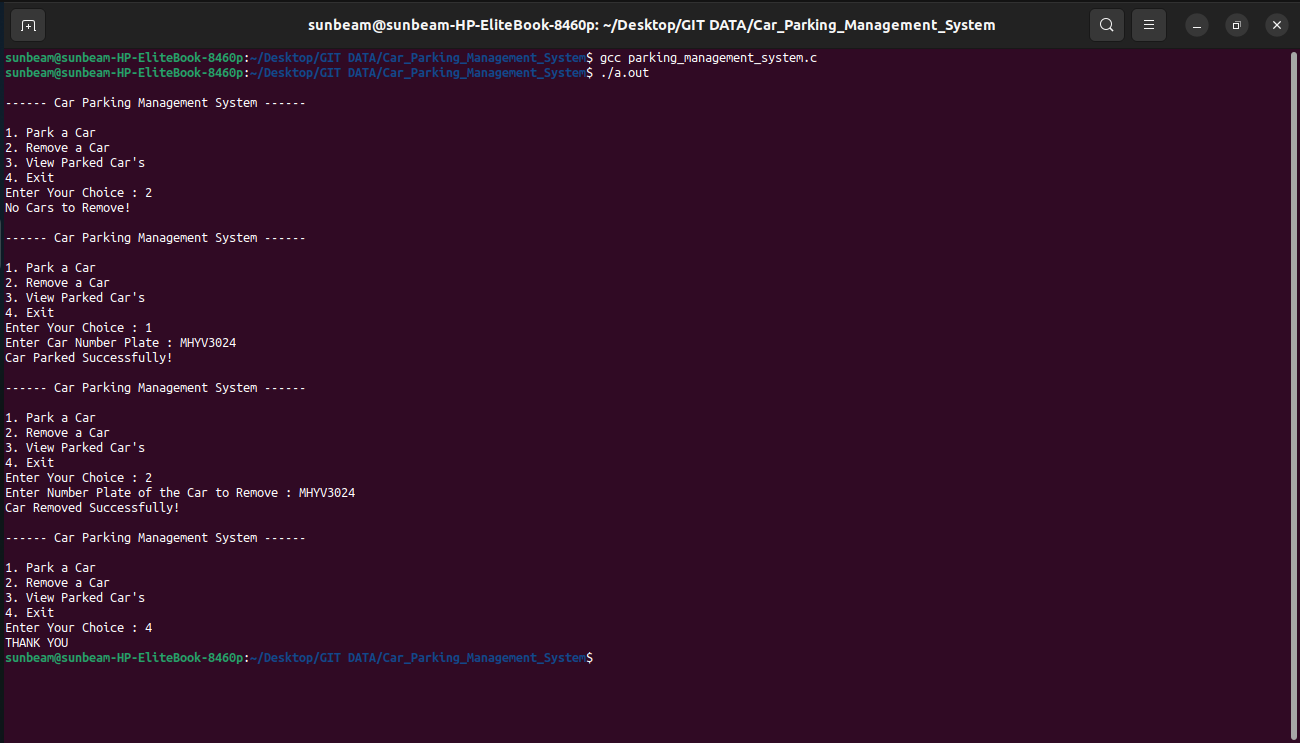 sunbeam@sunbeam-HP-EliteBook-8460p: ~/Desktop/GIT DATA/Car_Parking_Management_System
sunbeam@sunbeam-HP-EliteBook-8460p:~/Desktop/GIT DATA/Car_Parking_Management_System$ gcc parking_management_system.c
sunbeam@sunbeam-HP-EliteBook-8460p:~/Desktop/GIT DATA/Car_Parking_Management_System$ ./a.out
------ Car Parking Management System ------
1. Park a Car
2. Remove a Car
3. View Parked Car's
4. Exit
Enter Your Choice : 2
No Cars to Remove!
------ Car Parking Management System ------
1. Park a Car
2. Remove a Car
3. View Parked Car's
4. Exit
Enter Your Choice : 1
Enter Car Number Plate : MHYV3024
Car Parked Successfully!
------ Car Parking Management System ------
1. Park a Car
2. Remove a Car
3. View Parked Car's
4. Exit
Enter Your Choice : 2
Enter Number Plate of the Car to Remove : MHYV3024
Car Removed Successfully!
------ Car Parking Management System ------
1. Park a Car
2. Remove a Car
3. View Parked Car's
4. Exit
Enter Your Choice : 4
THANK YOU
sunbeam@sunbeam-HP-EliteBook-8460p:~/Desktop/GIT DATA/Car_Parking_Management_System$